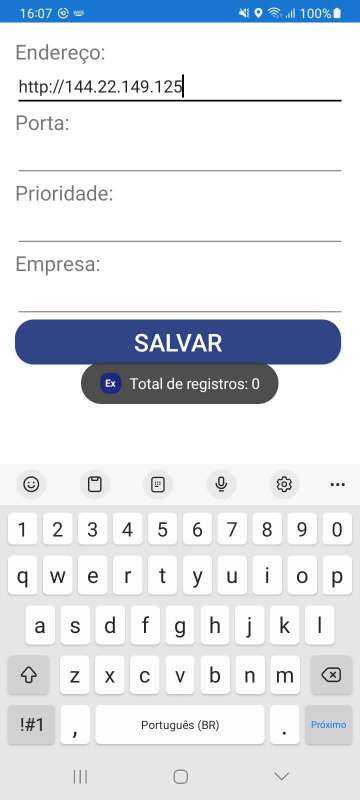 16:07 100%
Endereço:
http://144.22.149.125
Porta:
Prioridade:
Empresa:
SALVAR
Ex Total de registros: 0
1 2 3 4 5 6 7 8 9 0
q w e r t y u i o p
a s d f g h j k l
z x c v b n m
!#1 , Português (BR) . Próximo